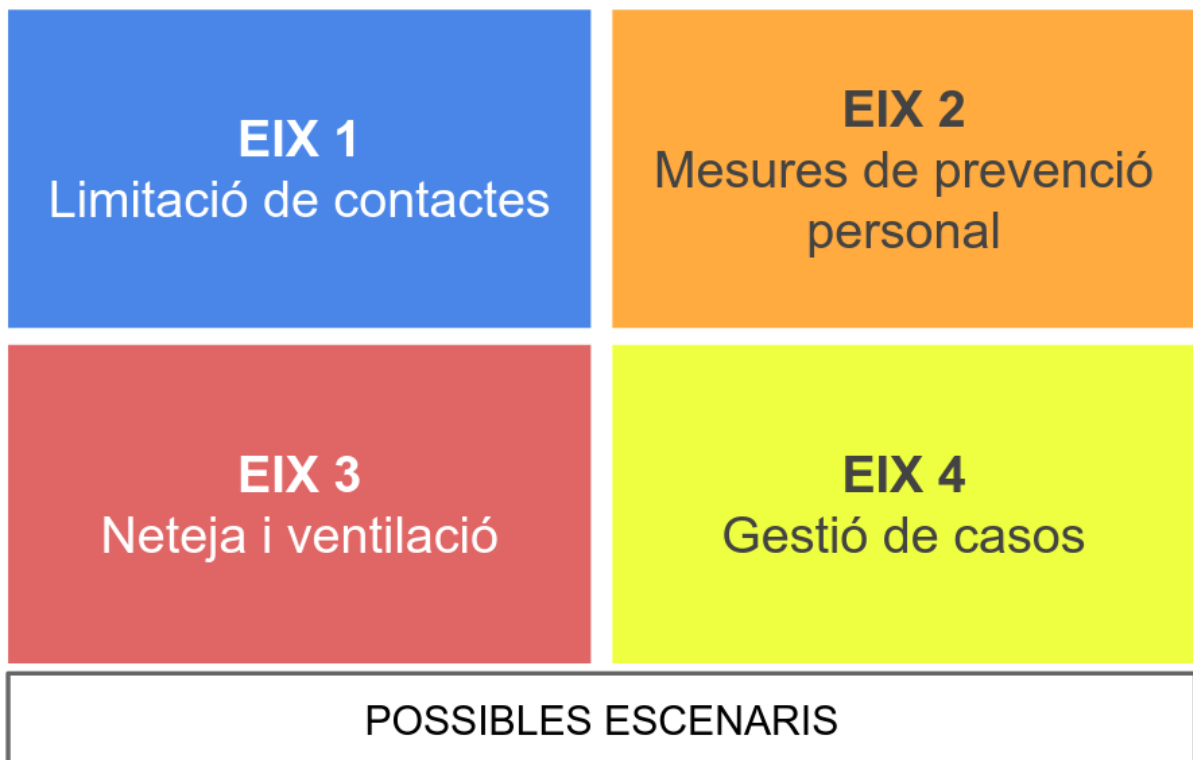 EIX 1
Limitació de contactes
EIX 2
Mesures de prevenció
personal
EIX 3
Neteja i ventilació
EIX 4
Gestió de casos
POSSIBLES ESCENARIS